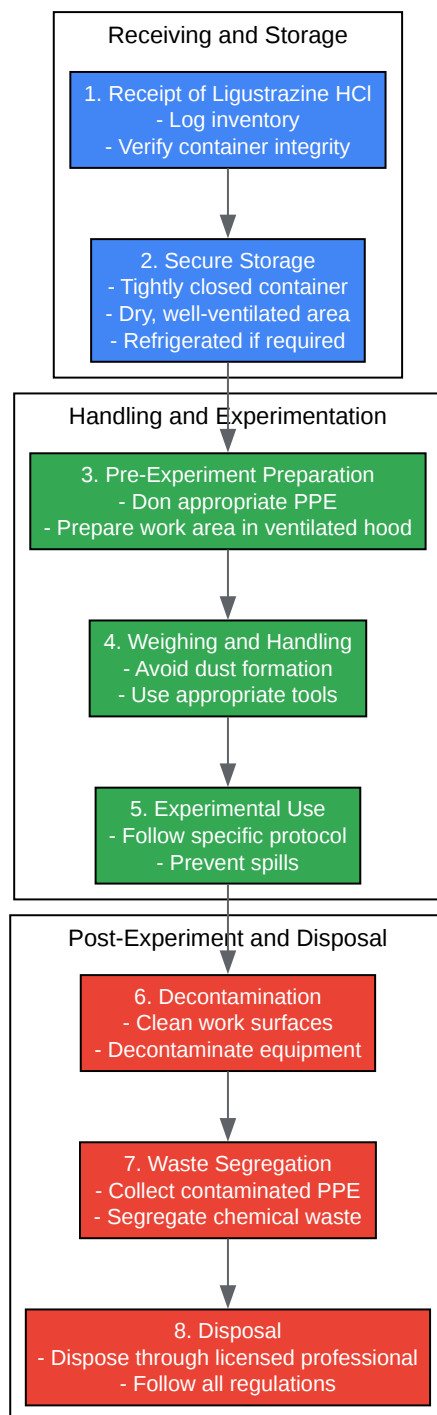 Receiving and Storage
1. Receipt of Ligustrazine HCl
- Log inventory
- Verify container integrity
2. Secure Storage
- Tightly closed container
- Dry, well-ventilated area
- Refrigerated if required
Handling and Experimentation
3. Pre-Experiment Preparation
- Don appropriate PPE
- Prepare work area in ventilated hood
4. Weighing and Handling
- Avoid dust formation
- Use appropriate tools
5. Experimental Use
- Follow specific protocol
- Prevent spills
Post-Experiment and Disposal
6. Decontamination
- Clean work surfaces
- Decontaminate equipment
7. Waste Segregation
- Collect contaminated PPE
- Segregate chemical waste
8. Disposal
- Dispose through licensed professional
- Follow all regulations